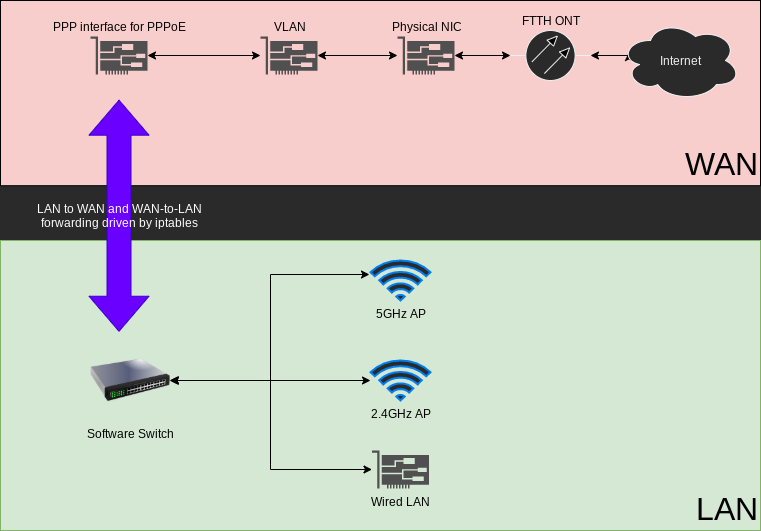 PPP interface for PPPoE
VLAN
Physical NIC
FTTH ONT
Internet
WAN
LAN to WAN and WAN-to-LAN
forwarding driven by iptables
5GHz AP
2.4GHz AP
Software Switch
Wired LAN
LAN